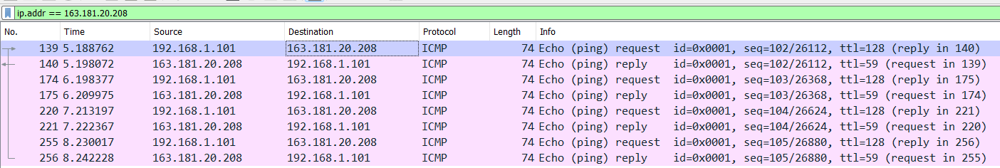 ip.addr == 163.181.20.208
No. Time Source Destination Protocol Length Info
139 5.188762 192.168.1.101 163.181.20.208 ICMP 74 Echo (ping) request id=0x0001, seq=102/26112, ttl=128 (reply in 140)
140 5.198072 163.181.20.208 192.168.1.101 ICMP 74 Echo (ping) reply id=0x0001, seq=102/26112, ttl=59 (request in 139)
174 6.198377 192.168.1.101 163.181.20.208 ICMP 74 Echo (ping) request id=0x0001, seq=103/26368, ttl=128 (reply in 175)
175 6.209975 163.181.20.208 192.168.1.101 ICMP 74 Echo (ping) reply id=0x0001, seq=103/26368, ttl=59 (request in 174)
220 7.213197 192.168.1.101 163.181.20.208 ICMP 74 Echo (ping) request id=0x0001, seq=104/26624, ttl=128 (reply in 221)
221 7.222367 163.181.20.208 192.168.1.101 ICMP 74 Echo (ping) reply id=0x0001, seq=104/26624, ttl=59 (request in 220)
255 8.230017 192.168.1.101 163.181.20.208 ICMP 74 Echo (ping) request id=0x0001, seq=105/26880, ttl=128 (reply in 256)
256 8.242228 163.181.20.208 192.168.1.101 ICMP 74 Echo (ping) reply id=0x0001, seq=105/26880, ttl=59 (request in 255)